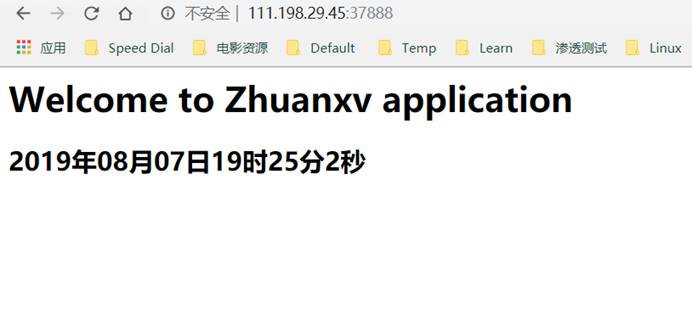 不安全 | 111.198.29.45:37888
应用 Speed Dial 电影资源 Default Temp Learn 渗透测试 Linux
Welcome to Zhuanxv application
2019年08月07日19时25分2秒